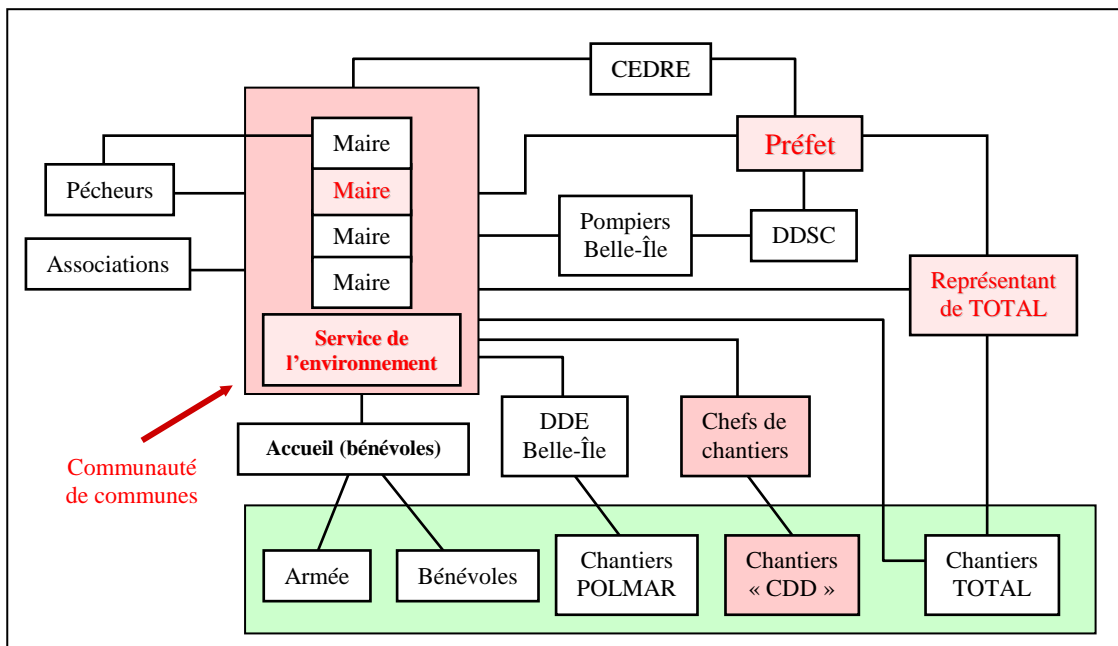 CEDRE
Maire
Préfet
Pécheurs
Maire
Pompiers
Belle-Île
DDSC
Maire
Associations
Maire
Représentant
de TOTAL
Service de
l’environnement
DDE
Belle-Île
Chefs de
chantiers
Accueil (bénévoles)
Communauté
de communes
Armée
Bénévoles
Chantiers
POLMAR
Chantiers
« CDD »
Chantiers
TOTAL